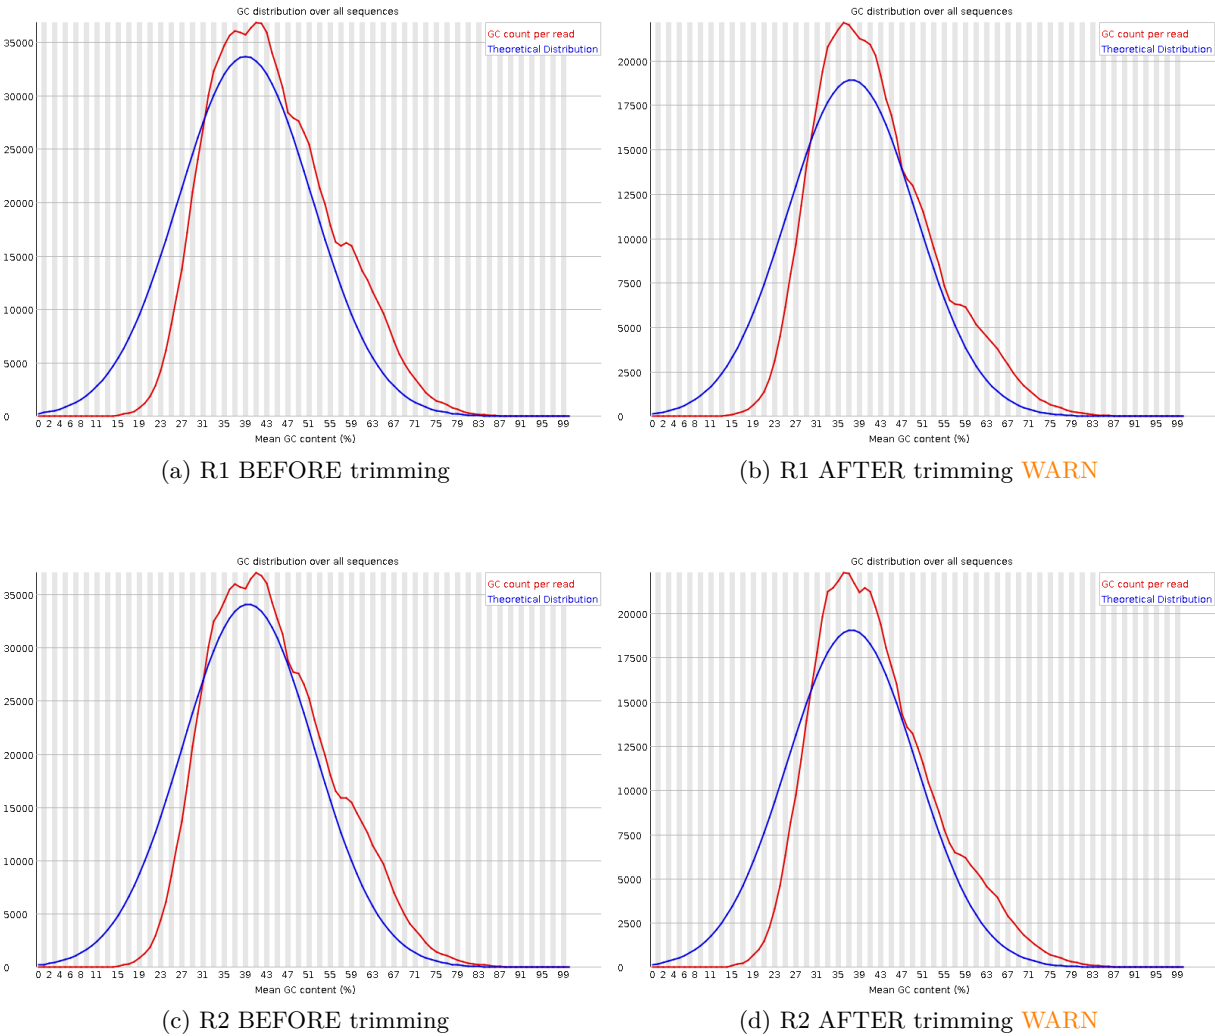 GC distribution over all sequences
GC count per read
Theoretical Distribution
35000
30000
25000
20000
15000
10000
5000
0
0 2 4 6 8 11 15 19 23 27 31 35 39 43 47 51 55 59 63 67 71 75 79 83 87 91 95 99
Mean GC content (%)
(a) R1 BEFORE trimming
GC distribution over all sequences
GC count per read
Theoretical Distribution
20000
17500
15000
12500
10000
7500
5000
2500
0
0 2 4 6 8 11 15 19 23 27 31 35 39 43 47 51 55 59 63 67 71 75 79 83 87 91 95 99
Mean GC content (%)
(b) R1 AFTER trimming WARN
GC distribution over all sequences
GC count per read
Theoretical Distribution
35000
30000
25000
20000
15000
10000
5000
0
0 2 4 6 8 11 15 19 23 27 31 35 39 43 47 51 55 59 63 67 71 75 79 83 87 91 95 99
Mean GC content (%)
(c) R2 BEFORE trimming
GC distribution over all sequences
GC count per read
Theoretical Distribution
20000
17500
15000
12500
10000
7500
5000
2500
0
0 2 4 6 8 11 15 19 23 27 31 35 39 43 47 51 55 59 63 67 71 75 79 83 87 91 95 99
Mean GC content (%)
(d) R2 AFTER trimming WARN